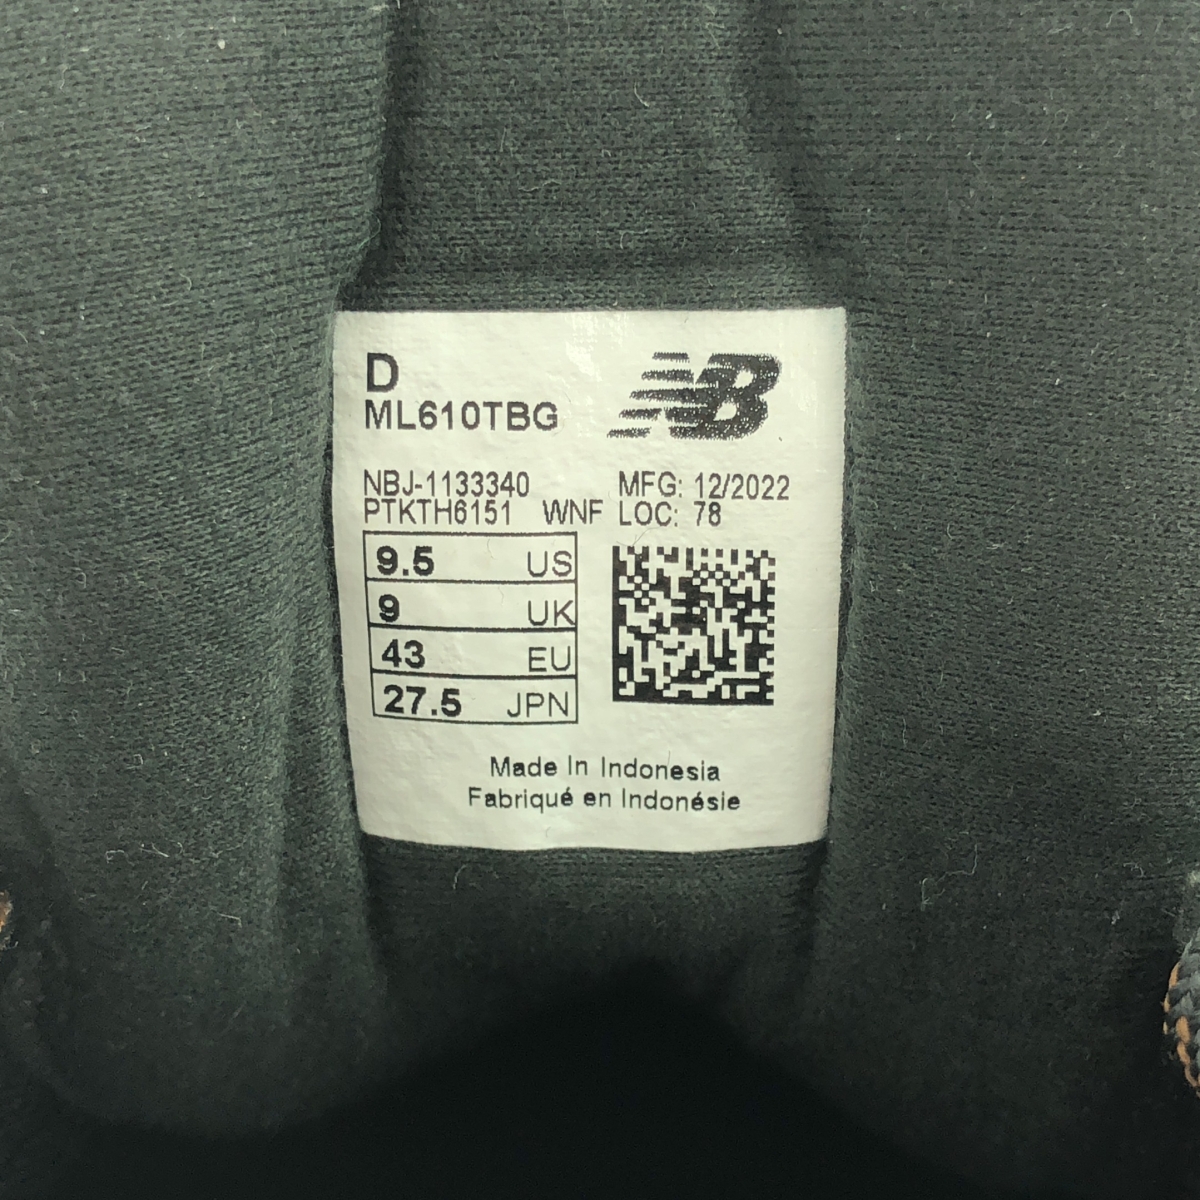 D
NB
ML610TBG
NBJ-1133340 MFG: 12/2022
PTKTH6151 WNF LOC: 78
9.5 US
9 UK
43 EU
27.5 JPN
Made In Indonesia
Fabriqué en Indonésie